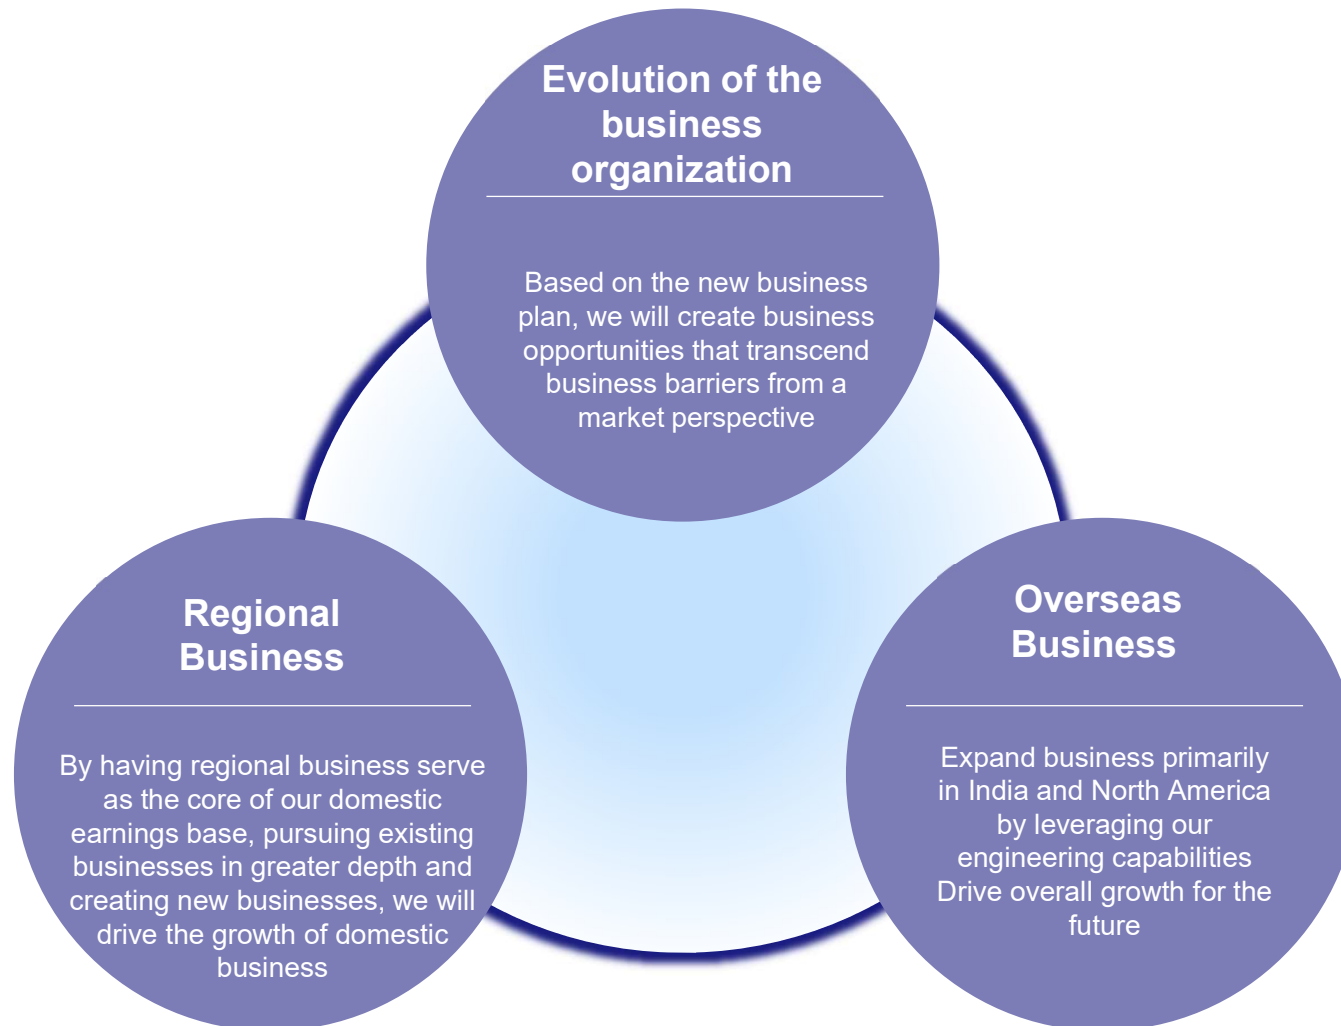 Evolution of the
business
organization
Based on the new business
plan, we will create business
opportunities that transcend
business barriers from a
market perspective
Regional
Business
By having regional business serve
as the core of our domestic
earnings base, pursuing existing
businesses in greater depth and
creating new businesses, we will
drive the growth of domestic
business
Overseas
Business
Expand business primarily
in India and North America
by leveraging our
engineering capabilities
Drive overall growth for the
future